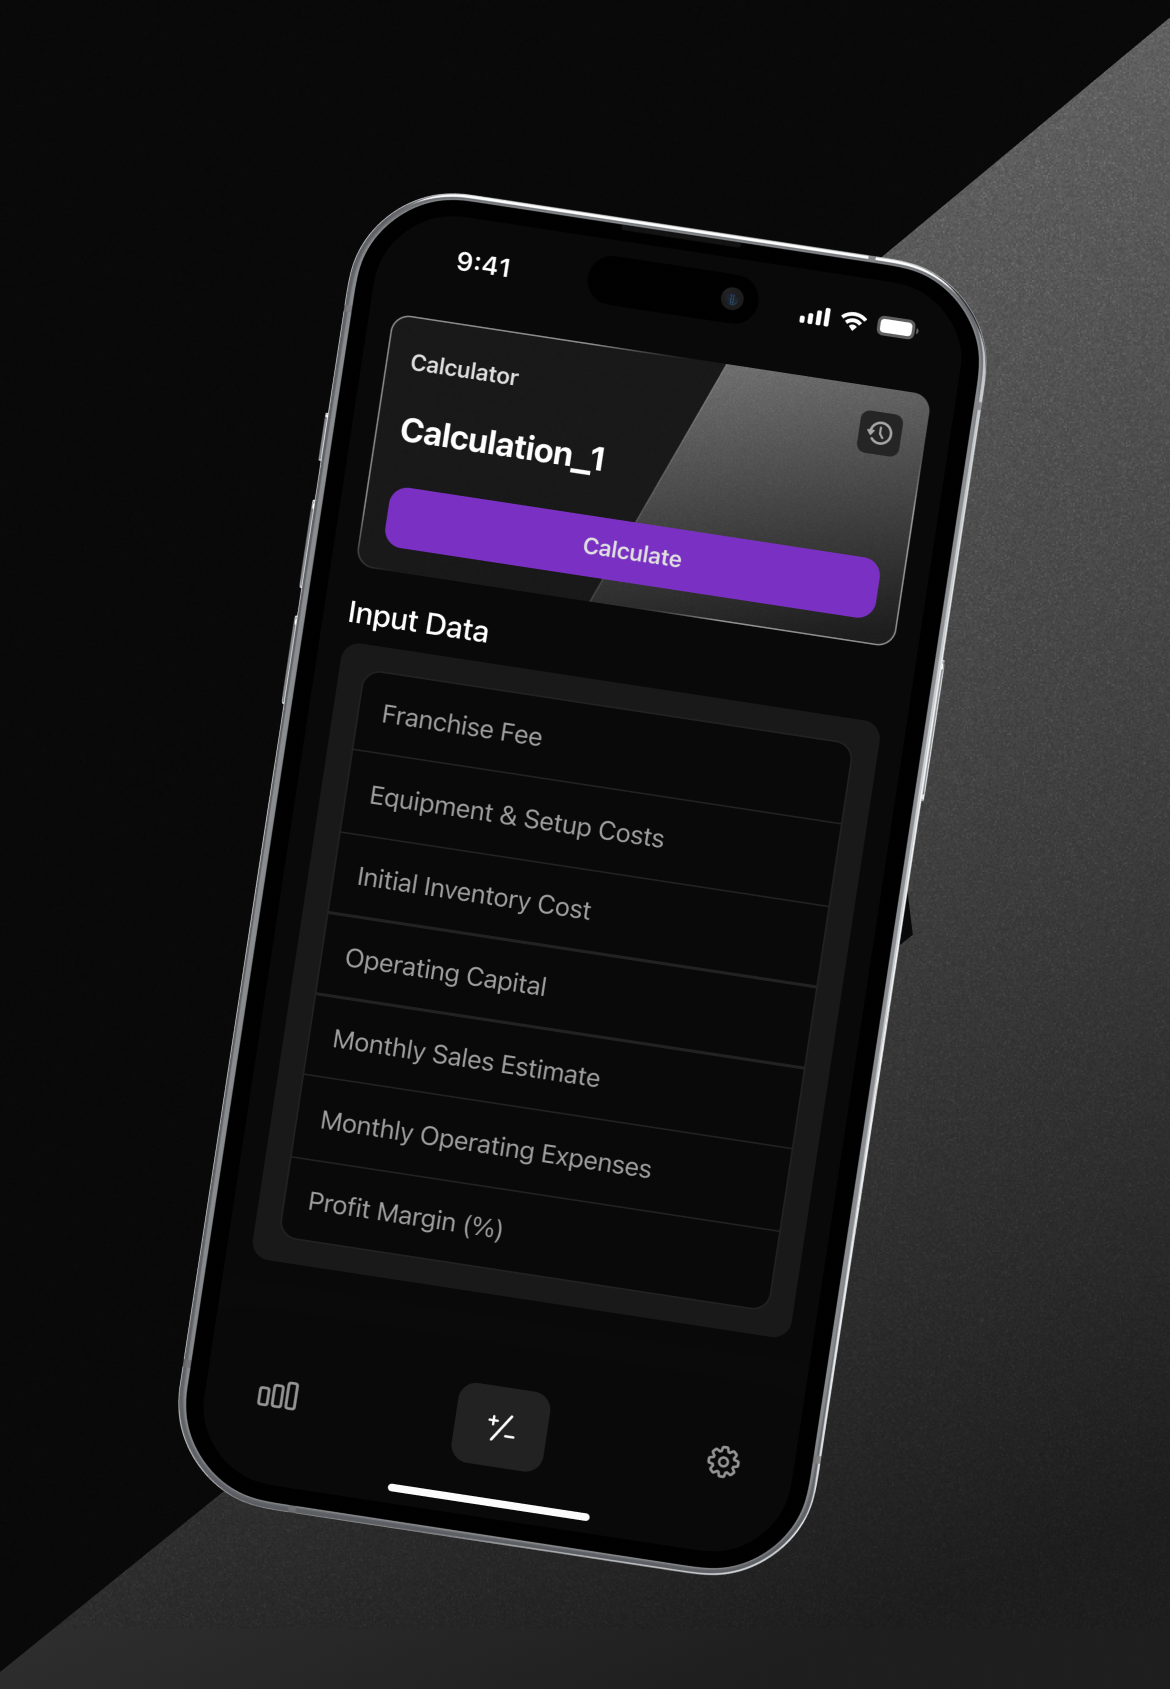 9:41
Calculator
Calculation_1
Calculate
Input Data
Franchise Fee
Equipment & Setup Costs
Initial Inventory Cost
Operating Capital
Monthly Sales Estimate
Monthly Operating Expenses
Profit Margin (%)